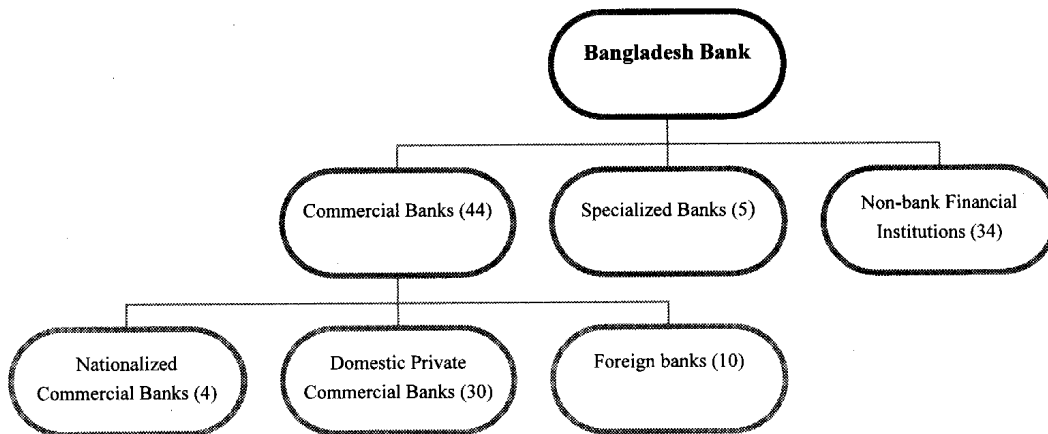 Bangladesh Bank
Commercial Banks (44)
Specialized Banks (5)
Non-bank Financial
Institutions (34)
Nationalized
Commercial Banks (4)
Domestic Private
Commercial Banks (30)
Foreign banks (10)